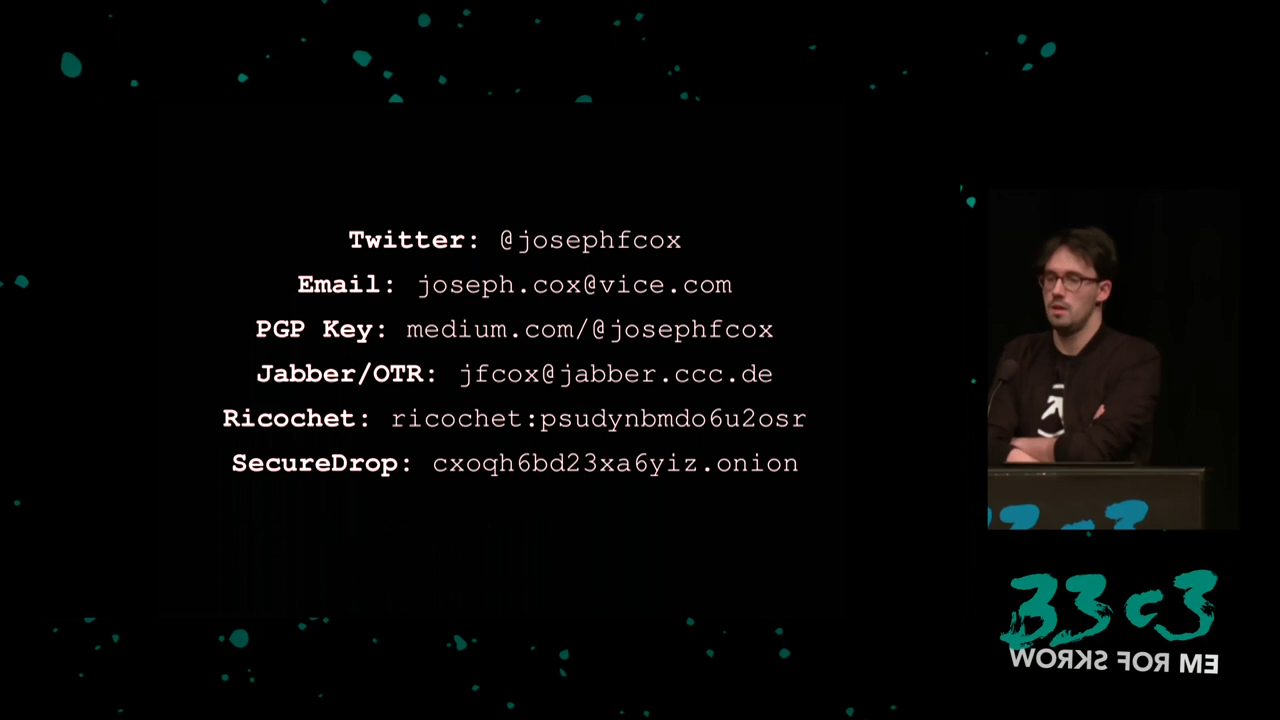 Twitter: @josephfcox
Email: joseph.cox@vice.com
PGP Key: medium.com/@josephfcox
Jabber/OTR: jfcox@jabber.ccc.de
Ricochet: ricochet:psudynbmdo6u2osr
SecureDrop: cxoqh6bd23xa6yiz.onion
33c3
WORKS FOR ME